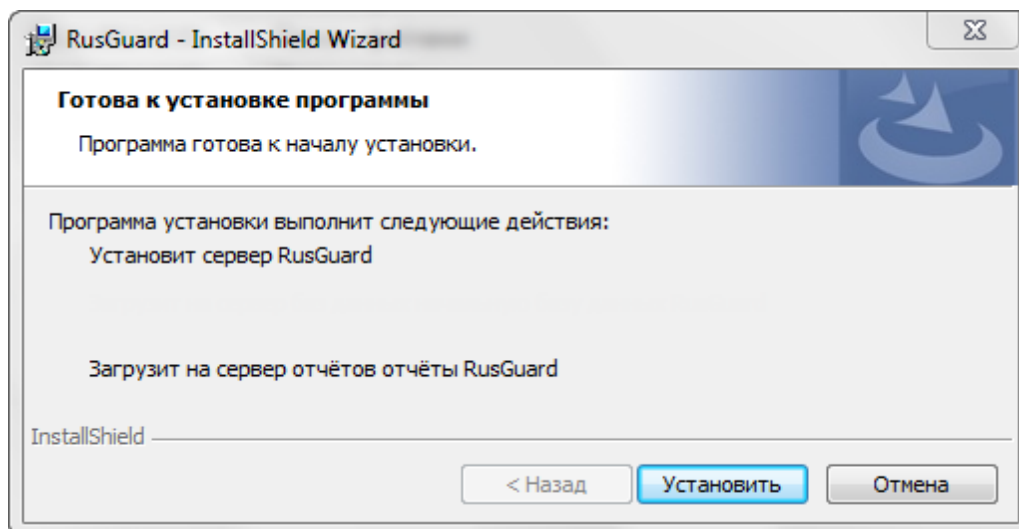 RusGuard - InstallShield Wizard
Готова к установке программы
Программа готова к началу установки.
Программа установки выполнит следующие действия:
Установит сервер RusGuard
Загрузит на сервер отчётов отчёты RusGuard
InstallShield
< Назад
Установить
Отмена